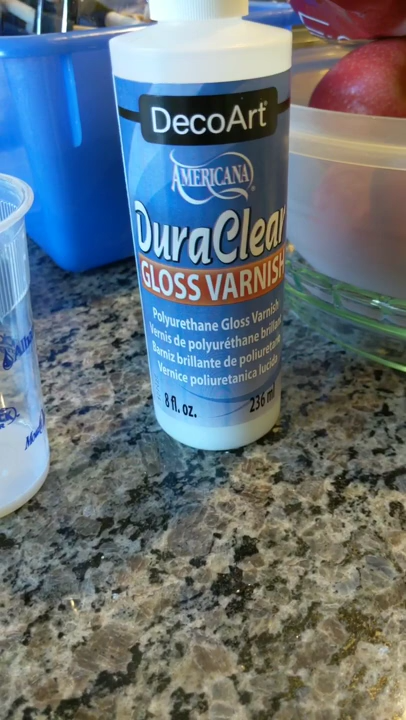 DecoArt®
AMERICANA®
DuraClear
GLOSS VARNISH
Polyurethane Gloss Varnish
Vernis de polyuréthane brillant
Barniz brillante de poliuretano
Vernice poliuretanica lucida
8 fl. oz. 236 ml